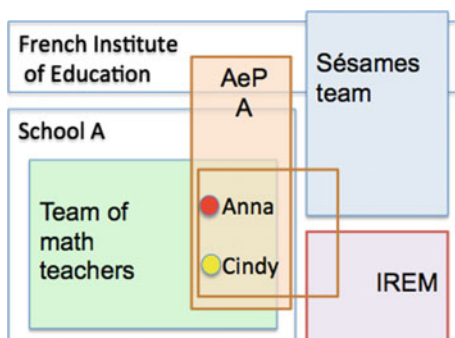 French Institute
of Education
AeP
A
Sésames
team
School A
Team of
math
teachers
Anna
Cindy
IREM